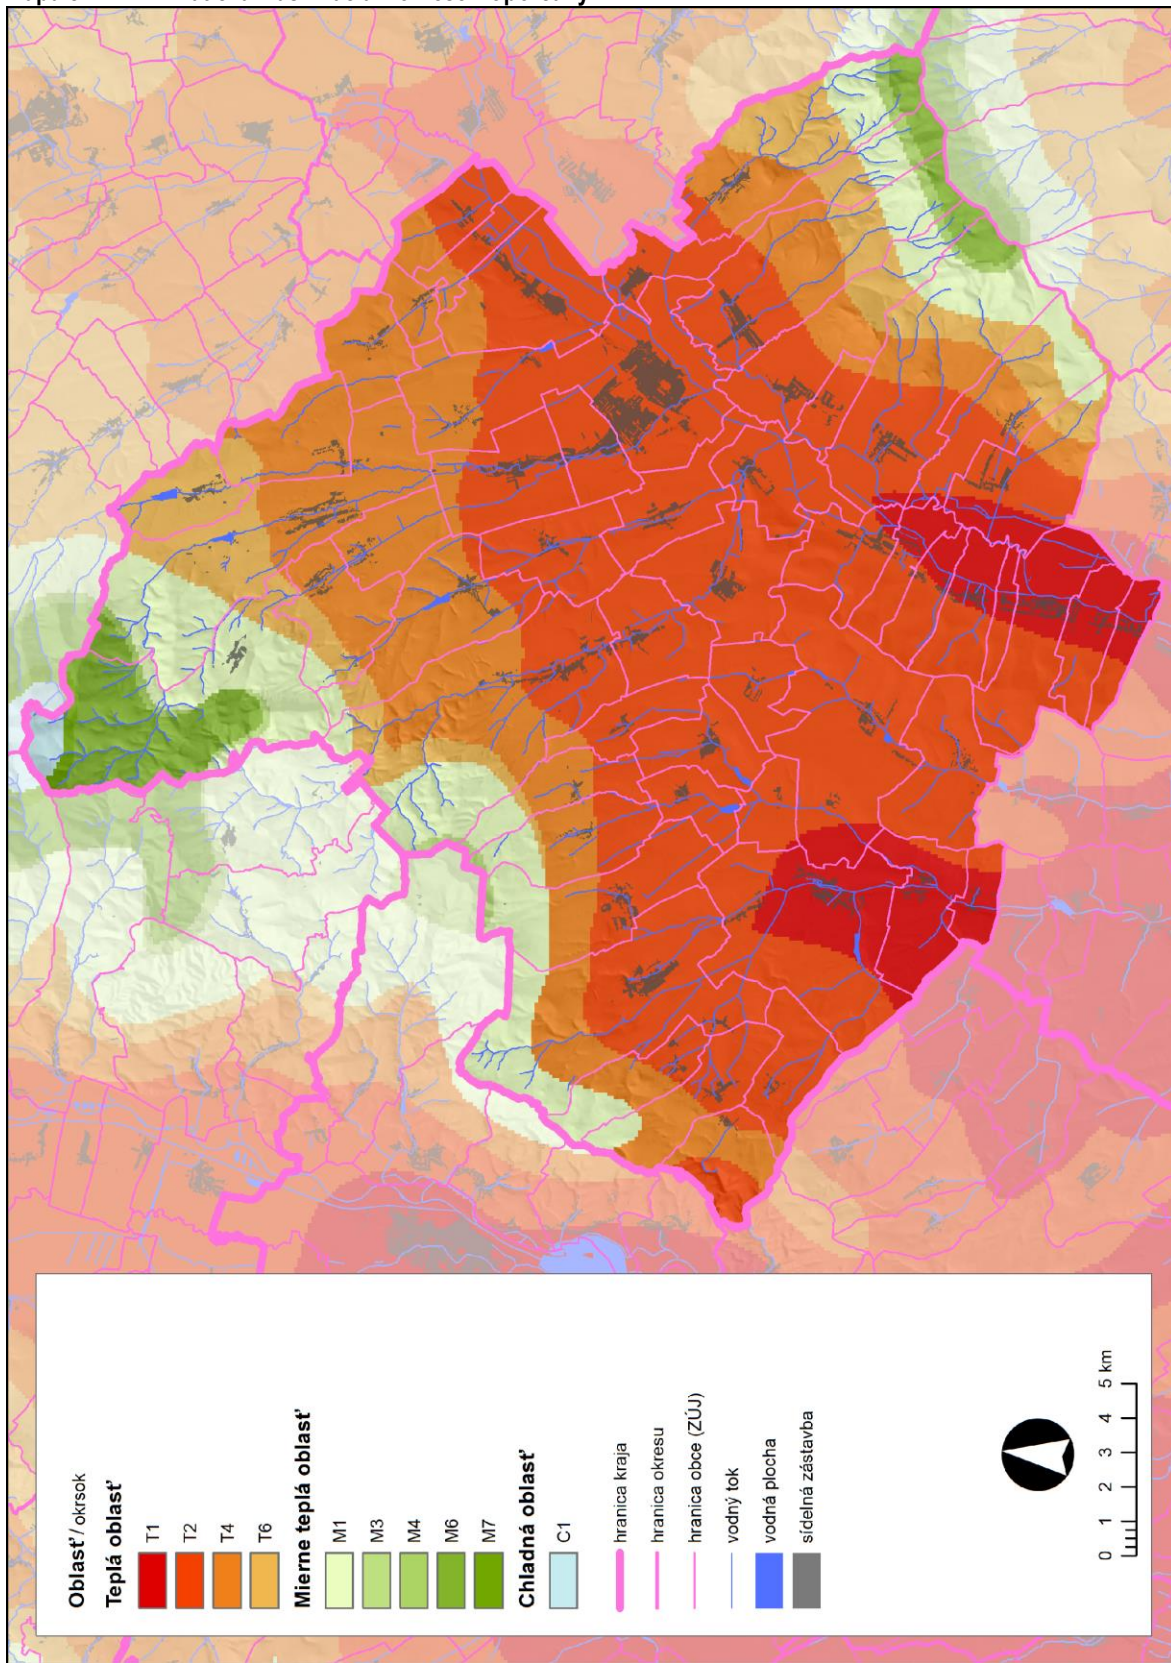 Oblasť / okrsok
Teplá oblasť
T1
T2
T4
T6
Mierne teplá oblasť
M1
M3
M4
M6
M7
Chladná oblasť
C1
hranica kraja
hranica okresu
hranica obce (ZÚJ)
vodný tok
vodná plocha
sídelná zástavba
0 1 2 3 4 5 km